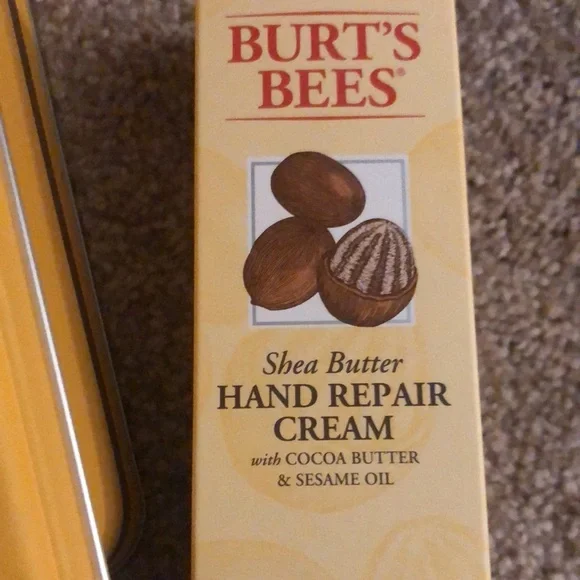 BURT'S
BEES®
Shea Butter
HAND REPAIR
CREAM
with COCOA BUTTER
& SESAME OIL